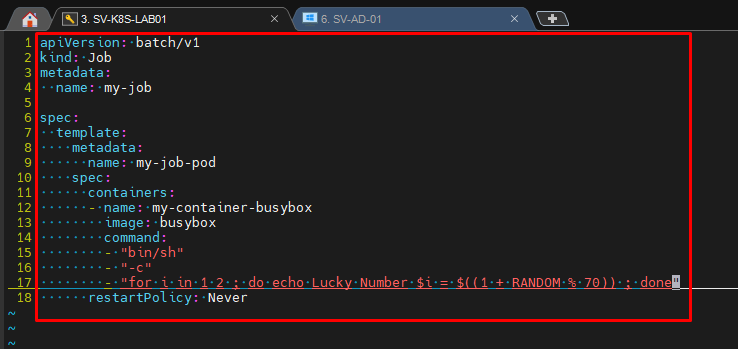 3. SV-K8S-LAB01 × 6. SV-AD-01 ×
1 apiVersion: batch/v1
2 kind: Job
3 metadata:
4   name: my-job
5
6 spec:
7   template:
8     metadata:
9       name: my-job-pod
10     spec:
11       containers:
12       - name: my-container-busybox
13         image: busybox
14         command:
15         - "bin/sh"
16         - "-c"
17         - "for i in 1 2 ; do echo Lucky Number $i = $((1 + RANDOM % 70)) ; done"
18       restartPolicy: Never
~
~
~